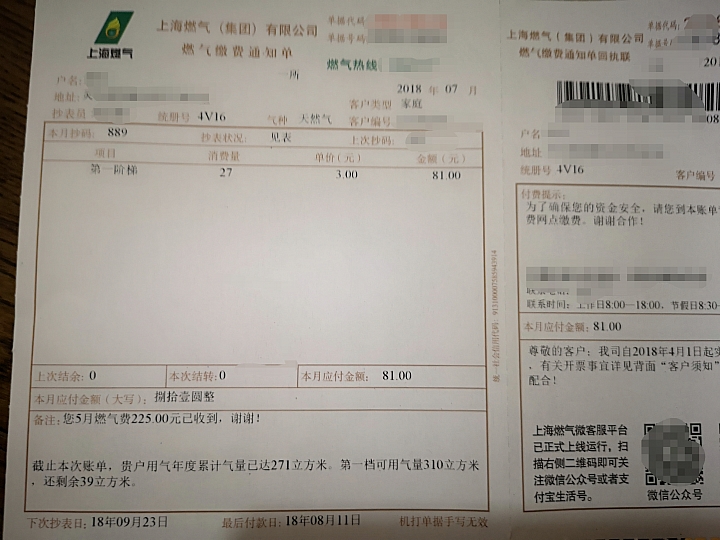 上海燃气
上海燃气（集团）有限公司
燃气缴费通知单
单据代码:
单据号码
燃气热线
一所
户名:
2018 年 07 月
地址:
客户类型 家庭
抄表员
统册号 4V16
气种 天然气
客户编号
本月抄码: 889
抄表状况: 见表
上次抄码:
项目 消费量 单价(元) 金额(元)
第一阶梯 27 3.00 81.00
上次结余: 0
本次结转: 0
本月应付金额: 81.00
本月应付金额(大写): 捌拾壹圆整
备注: 您5月燃气费225.00元已收到，谢谢！
截止本次账单，贵户用气年度累计气量已达271立方米。第一档可用气量310立方米
，还剩余39立方米。
下次抄表日: 18年09月23日
最后付款日: 18年08月11日
机打单据手写无效
上海燃气（集团）有限公司
燃气缴费通知单回执联
单据代码:
户名
地址
统册号 4V16
客户编号
付费提示:
为了确保您的资金安全，请您到本账单
费网点缴费。谢谢合作！
联系时间: 工作日8:00—18:00，节假日8:30-
本月应付金额: 81.00
尊敬的客户：我司自2018年4月1日起实
，有关开票事宜详见背面“客户须知”
配合！
上海燃气微客服平台
已正式上线运行，扫
描右侧二维码即可关
注微信公众号或者支
付宝生活号。
微信公众号